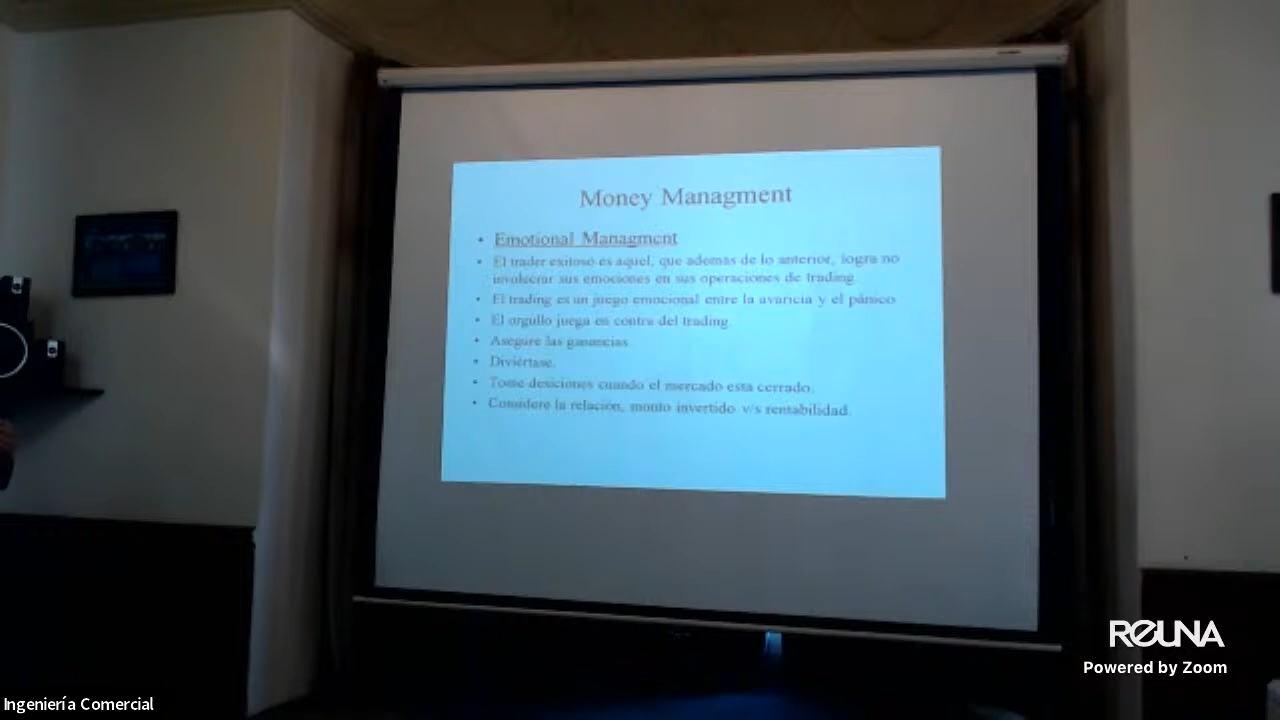 Money Managment
• Emotional Managment
• El trader exitoso es aquel, que ademas de lo anterior, logra no
involucrar sus emociones en sus operaciones de trading.
• El trading es un juego emocional entre la avaricia y el pánico
• El orgullo juega en contra del trading.
• Asegure las ganancias.
• Diviértase.
• Tome desiciones cuando el mercado esta cerrado.
• Considere la relación, monto invertido v/s rentabilidad.
REUNA
Powered by Zoom
Ingeniería Comercial